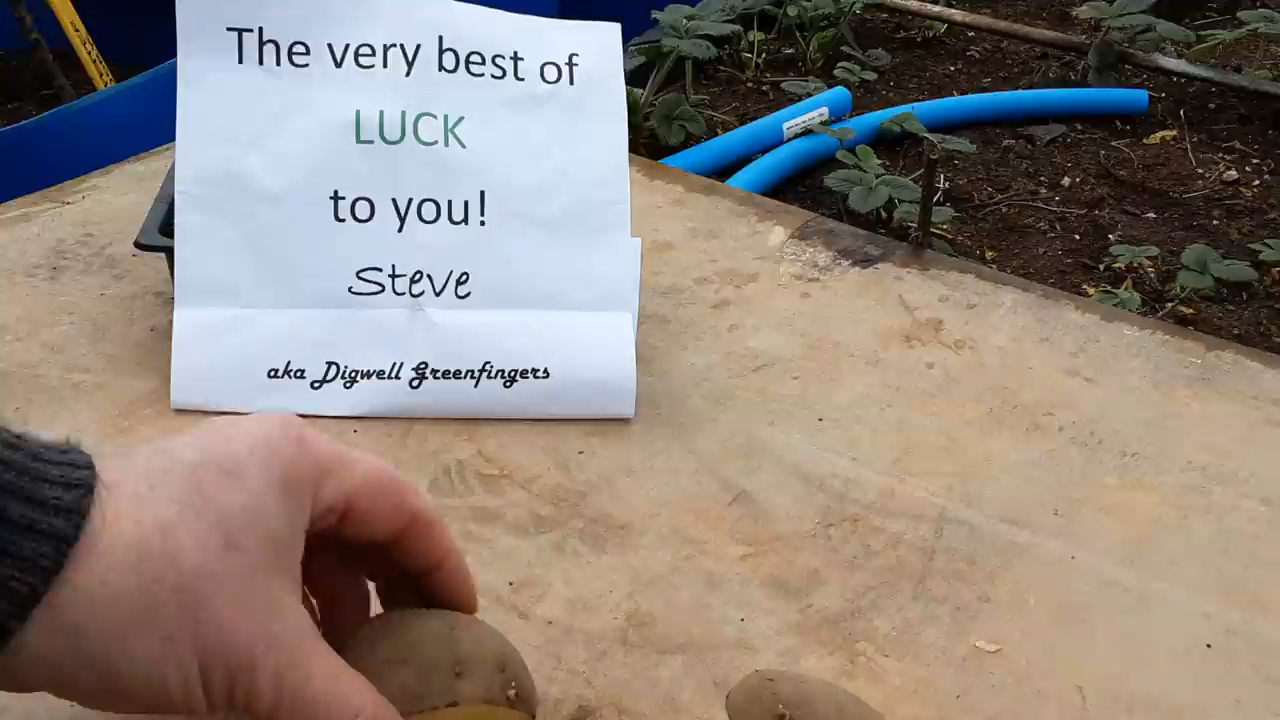 The very best of
LUCK
to you!
Steve
aka Digwell Greenfingers